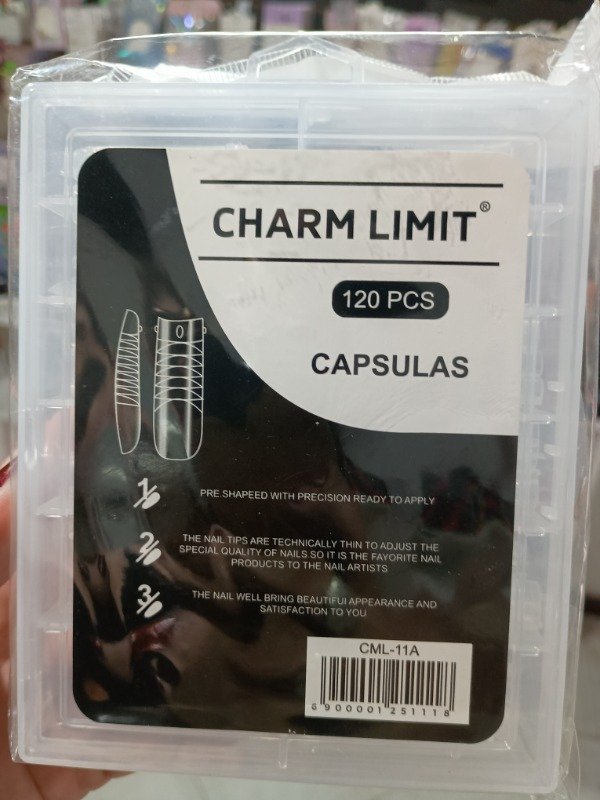 CHARM LIMIT®
120 PCS
CAPSULAS
1
PRE SHAPEED WITH PRECISION READY TO APPLY
2
THE NAIL TIPS ARE TECHNICALLY THIN TO ADJUST THE
SPECIAL QUALITY OF NAILS.SO IT IS THE FAYORITE NAIL
PRODUCTS TO THE NAIL ARTISTS
3
THE NAIL WELL BRING BEAUTIFUl APPEARANCE AND
SATISFACTION TO YOU
CML-11A
6 900001 251118